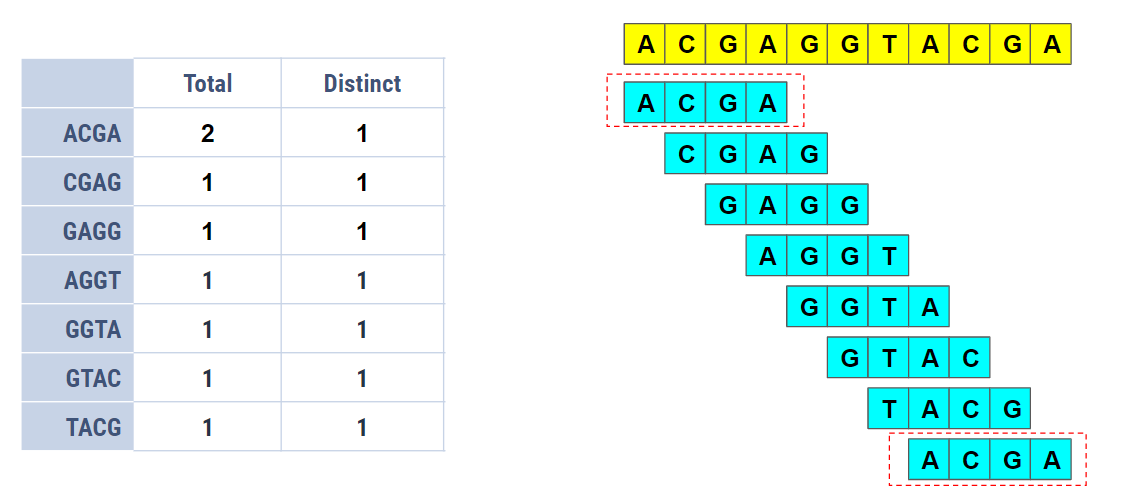 Total Distinct
ACGA 2 1
CGAG 1 1
GAGG 1 1
AGGT 1 1
GGTA 1 1
GTAC 1 1
TACG 1 1
A C G A G G T A C G A
A C G A
C G A G
G A G G
A G G T
G G T A
G T A C
T A C G
A C G A